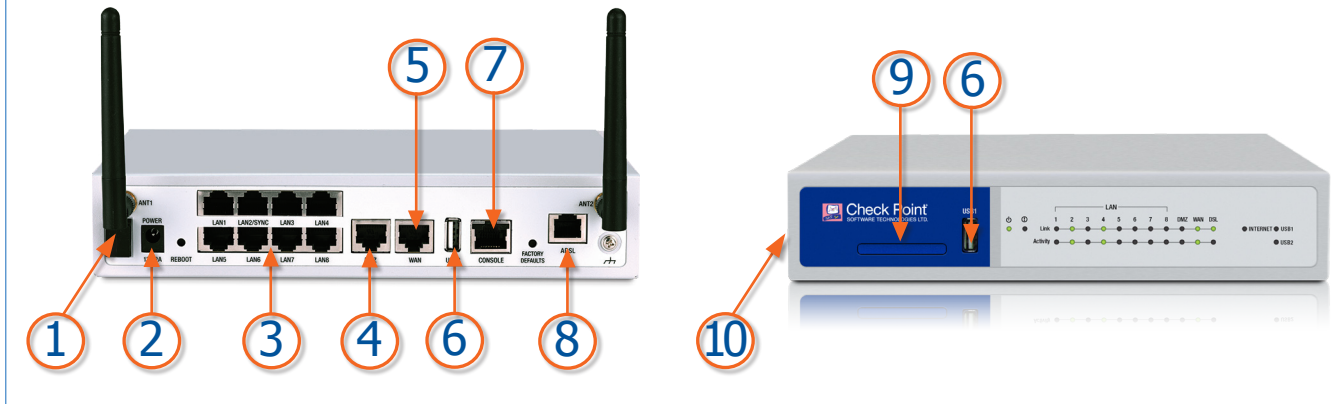 5
7
9
6
ANT1
ANT2
POWER
LAN1 LAN2/SYNC LAN3 LAN4
REBOOT
LAN5 LAN6 LAN7 LAN8
WAN
CONSOLE
FACTORY
DEFAULTS
ADSL
1
2
3
4
6
8
Check Point
SOFTWARE TECHNOLOGIES LTD.
USB1
LAN
1 2 3 4 5 6 7 8 DMZ WAN DSL
Link
Activity
INTERNET USB1
USB2
10